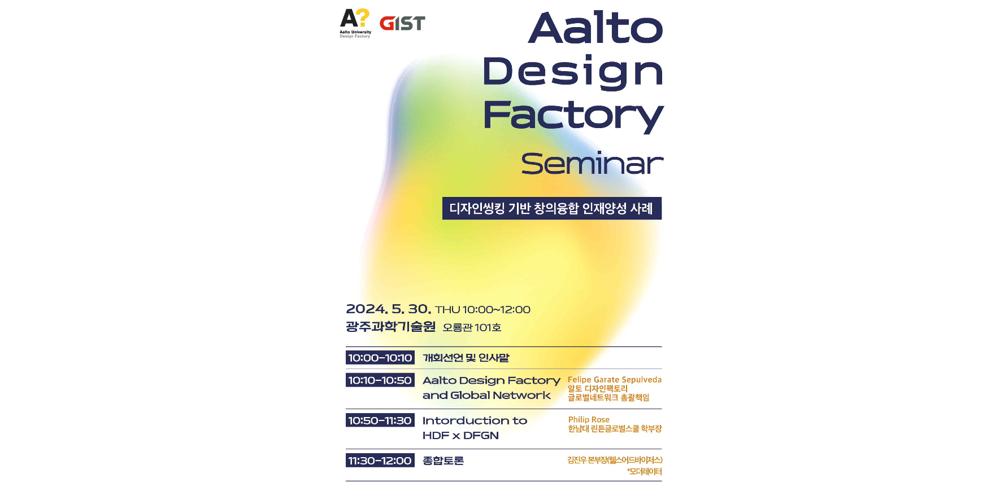 A?
Aalto University
Design Factory
GIST
Aalto
Design
Factory
Seminar
디자인씽킹 기반 창의융합 인재양성 사례
2024. 5. 30. THU 10:00~12:00
광주과학기술원 오룡관 101호
10:00-10:10 개회선언 및 인사말
10:10-10:50 Aalto Design Factory
and Global Network
Felipe Garate Sepulveda
알토 디자인팩토리
글로벌네트워크 총괄책임
10:50-11:30 Intorduction to
HDF x DFGN
Philip Rose
한남대 린튼글로벌스쿨 학부장
11:30-12:00 종합토론
김진우 본부장(웰스어드바이저스)
*모더레이터